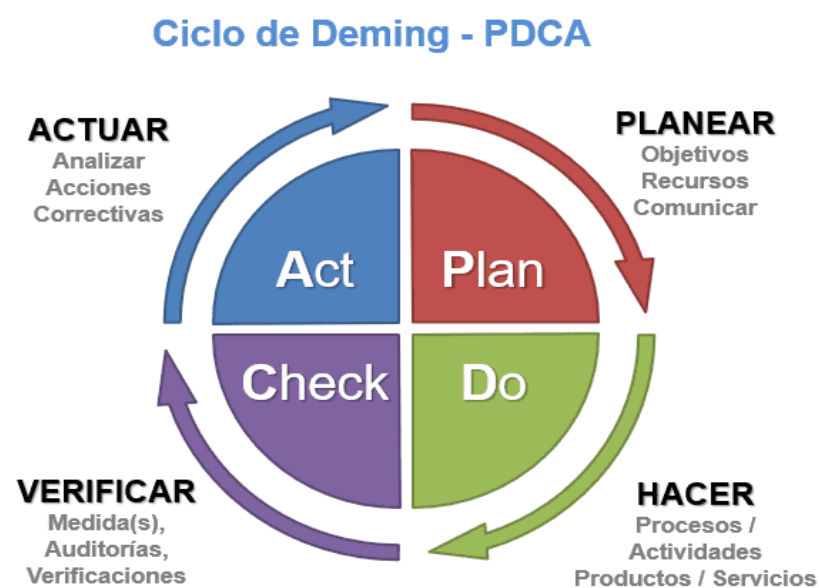 Ciclo de Deming - PDCA
ACTUAR
Analizar
Acciones
Correctivas
PLANEAR
Objetivos
Recursos
Comunicar
Act
Plan
Check
Do
VERIFICAR
Medida(s),
Auditorías,
Verificaciones
HACER
Procesos /
Actividades
Productos / Servicios